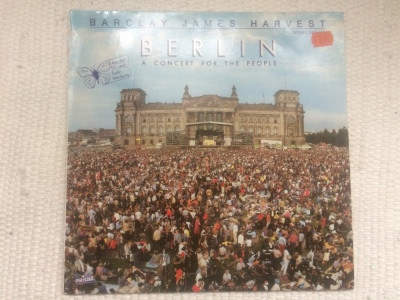 BARCLAY JAMES HARVEST
BERLIN
A CONCERT FOR THE PEOPLE